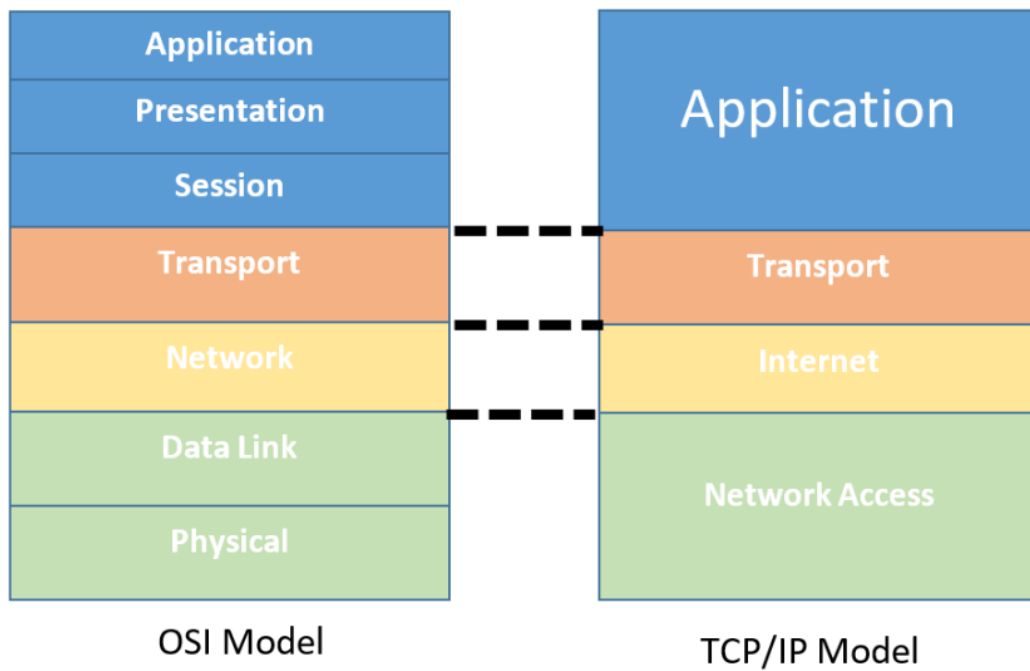 Application
Presentation
Session
Transport
Network
Data Link
Physical
OSI Model
Application
Transport
Internet
Network Access
TCP/IP Model